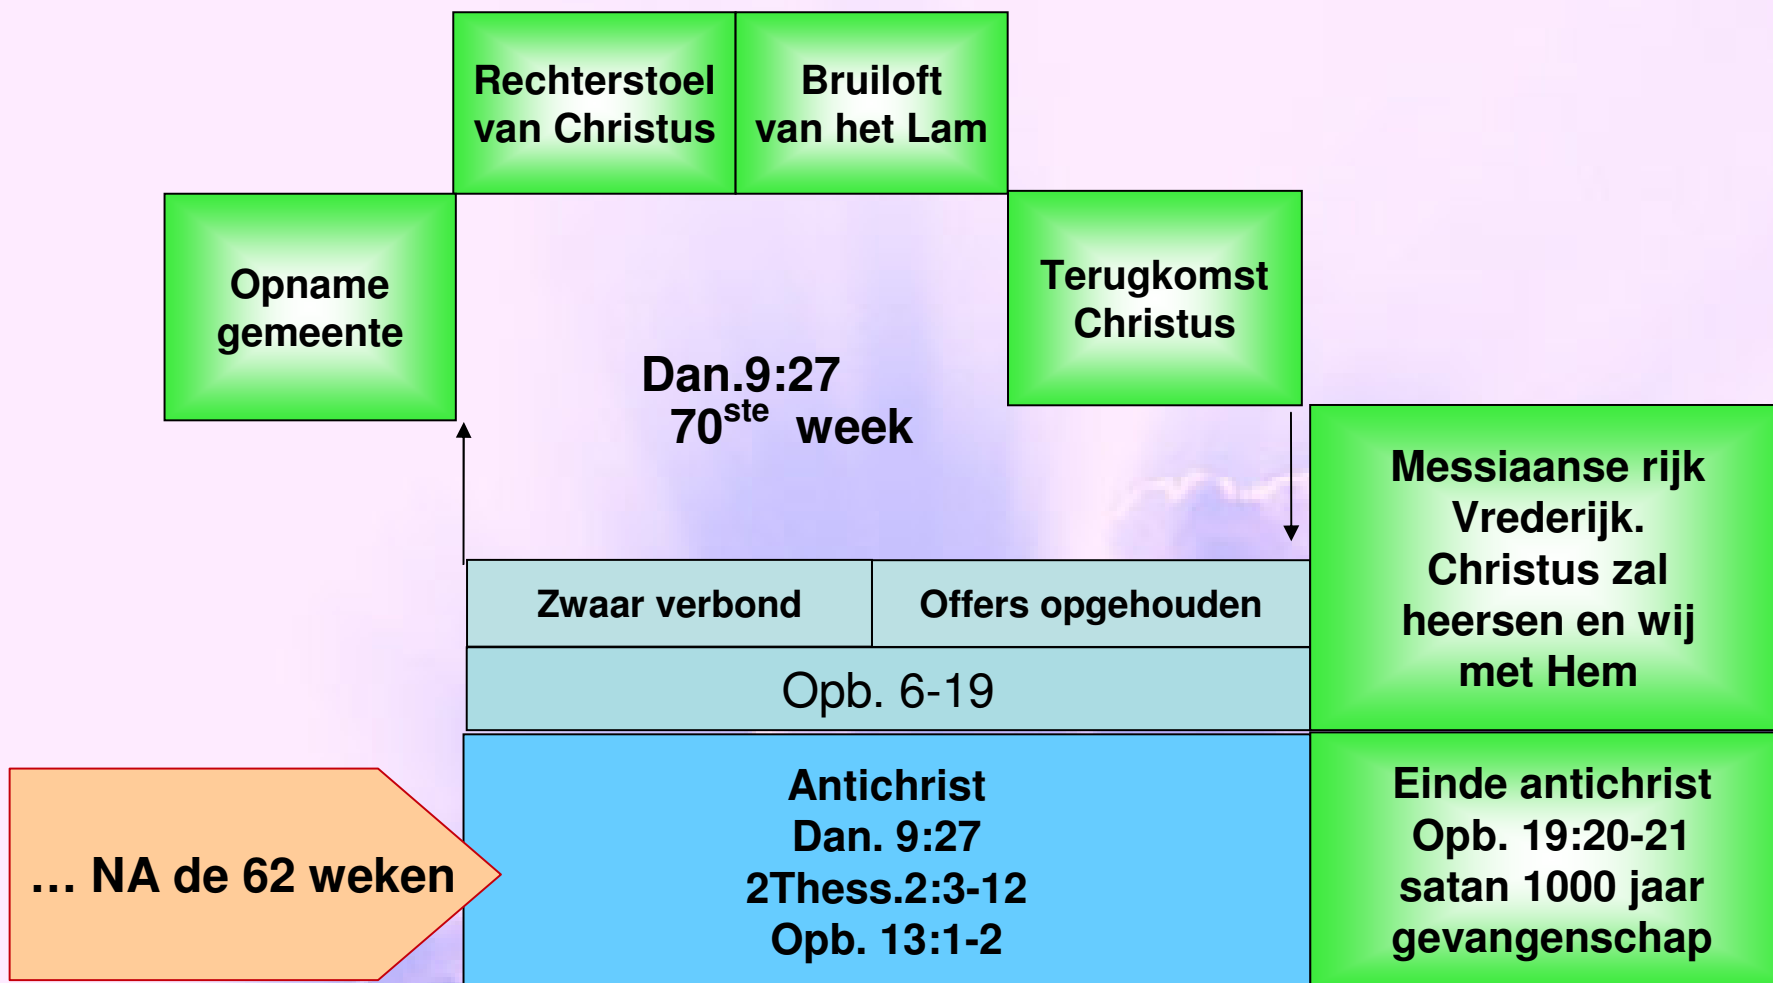 Rechterstoel
van Christus
Bruiloft
van het Lam
Opname
gemeente
Terugkomst
Christus
Dan.9:27
70ste week
Messiaanse rijk
Vrederijk.
Christus zal
heersen en wij
met Hem
Zwaar verbond
Offers opgehouden
Opb. 6-19
... NA de 62 weken
Antichrist
Dan. 9:27
2Thess.2:3-12
Opb. 13:1-2
Einde antichrist
Opb. 19:20-21
satan 1000 jaar
gevangenschap